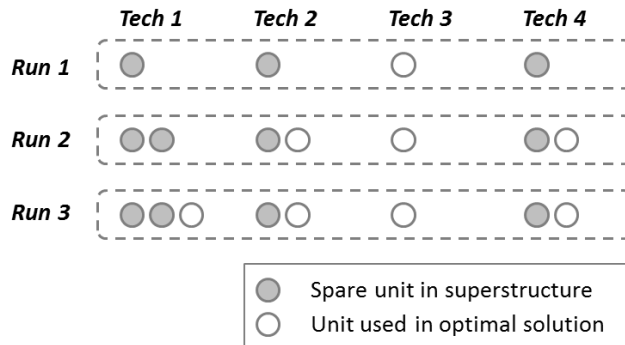 Tech 1 Tech 2 Tech 3 Tech 4
Run 1
Run 2
Run 3
Spare unit in superstructure
Unit used in optimal solution